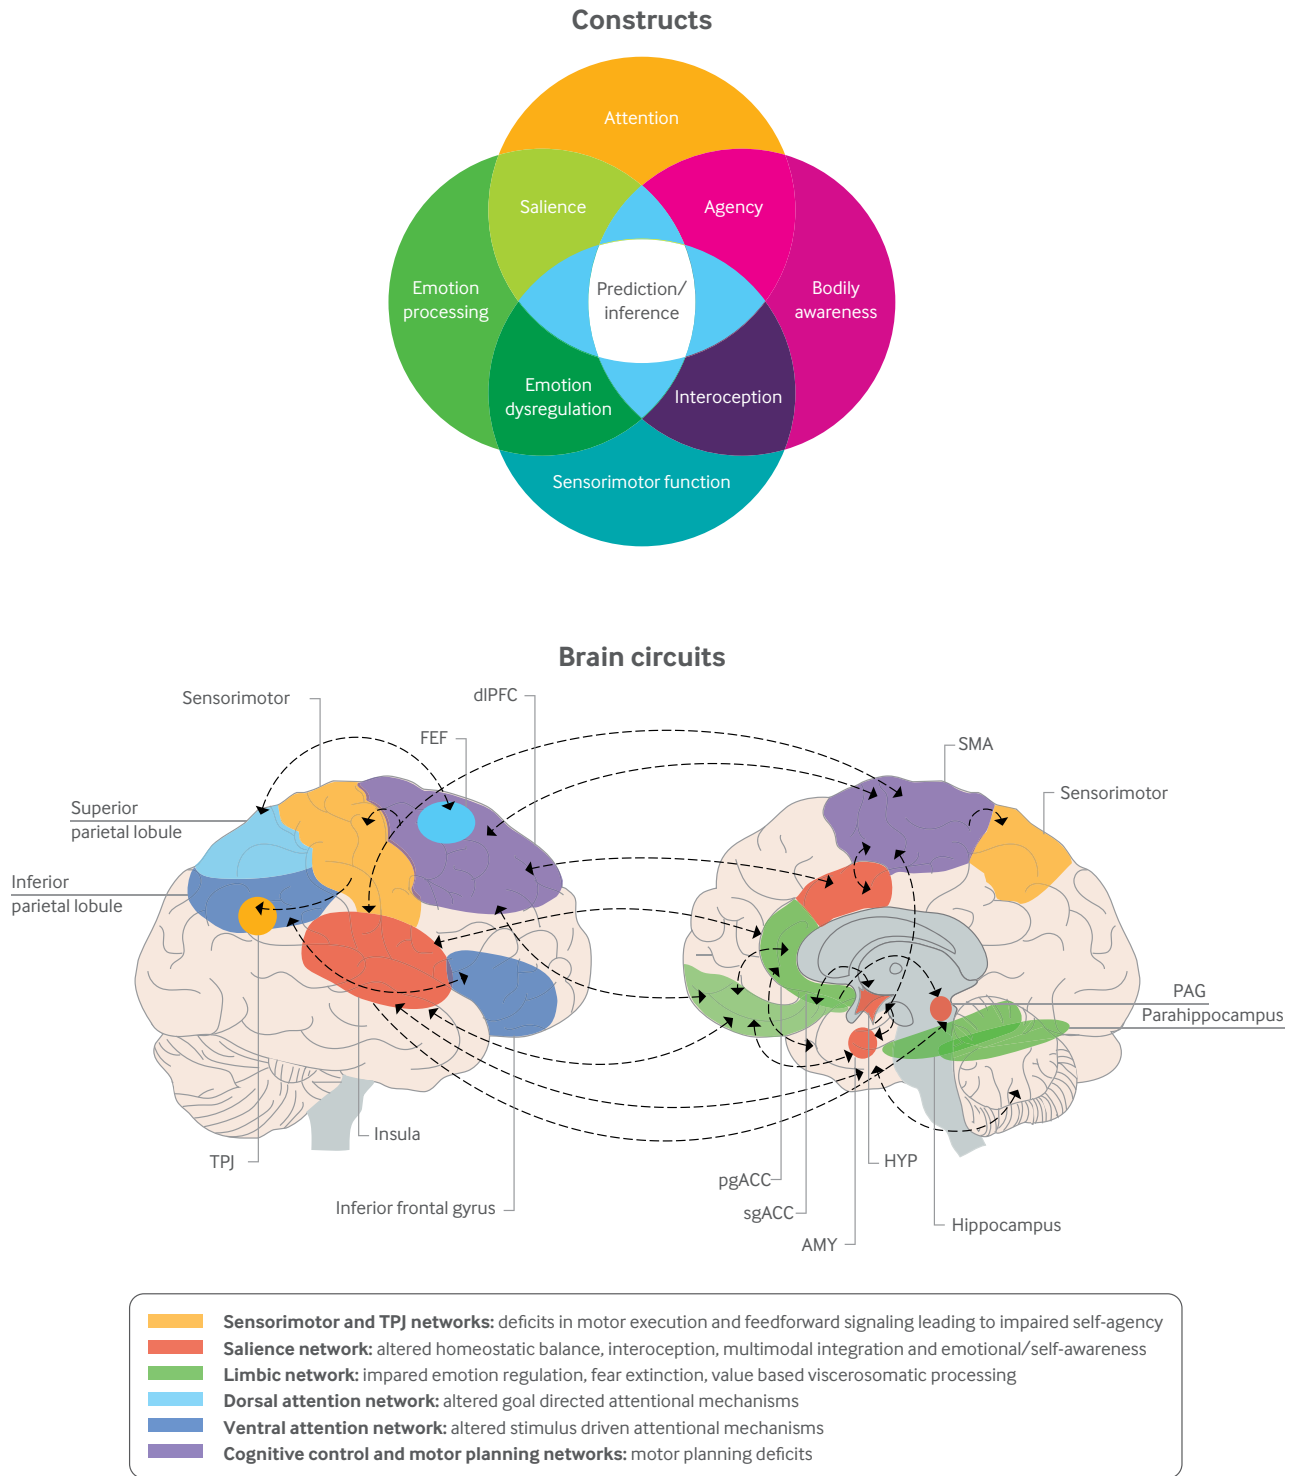 Constructs
Attention
Salience
Agency
Emotion
processing
Prediction/
inference
Bodily
awareness
Emotion
dysregulation
Interoception
Sensorimotor function
Brain circuits
Sensorimotor
dlPFC
FEF
SMA
Sensorimotor
Superior
parietal lobule
Inferior
parietal lobule
PAG
Parahippocampus
Insula
TPJ
HYP
pgACC
Inferior frontal gyrus
sgACC
Hippocampus
AMY
Sensorimotor and TPJ networks: deficits in motor execution and feedforward signaling leading to impaired self-agency
Salience network: altered homeostatic balance, interoception, multimodal integration and emotional/self-awareness
Limbic network: impaired emotion regulation, fear extinction, value based viscerosomatic processing
Dorsal attention network: altered goal directed attentional mechanisms
Ventral attention network: altered stimulus driven attentional mechanisms
Cognitive control and motor planning networks: motor planning deficits